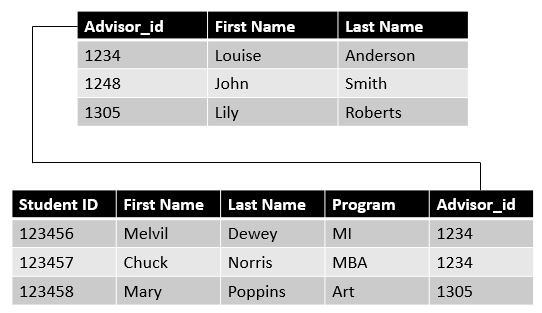 Advisor_id First Name Last Name
1234 Louise Anderson
1248 John Smith
1305 Lily Roberts
Student ID First Name Last Name Program Advisor_id
123456 Melvil Dewey MI 1234
123457 Chuck Norris MBA 1234
123458 Mary Poppins Art 1305